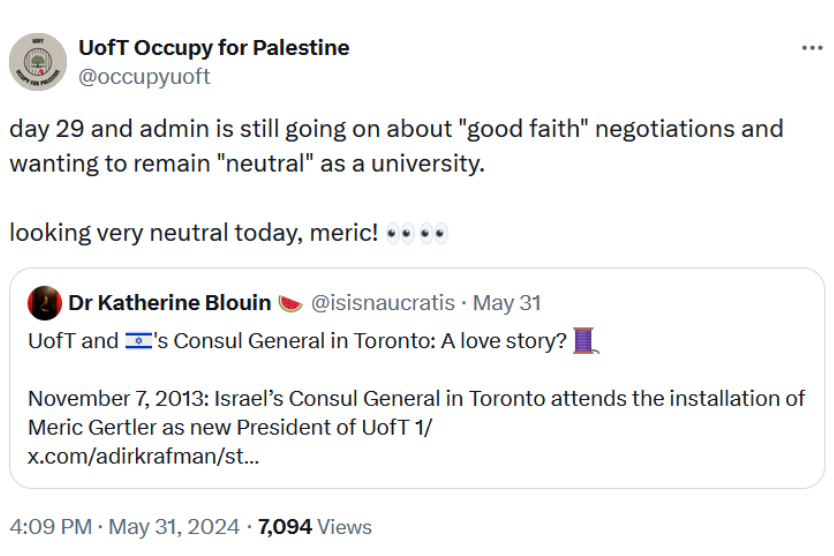 UofT Occupy for Palestine
@occupyuoft
day 29 and admin is still going on about "good faith" negotiations and
wanting to remain "neutral" as a university.
looking very neutral today, meric! 👀👀
Dr Katherine Blouin 🍉 @isisnaucratis · May 31
UofT and 🇮🇱's Consul General in Toronto: A love story? 🧵
November 7, 2013: Israel’s Consul General in Toronto attends the installation of
Meric Gertler as new President of UofT 1/
x.com/adirkrafman/st...
4:09 PM · May 31, 2024 · 7,094 Views